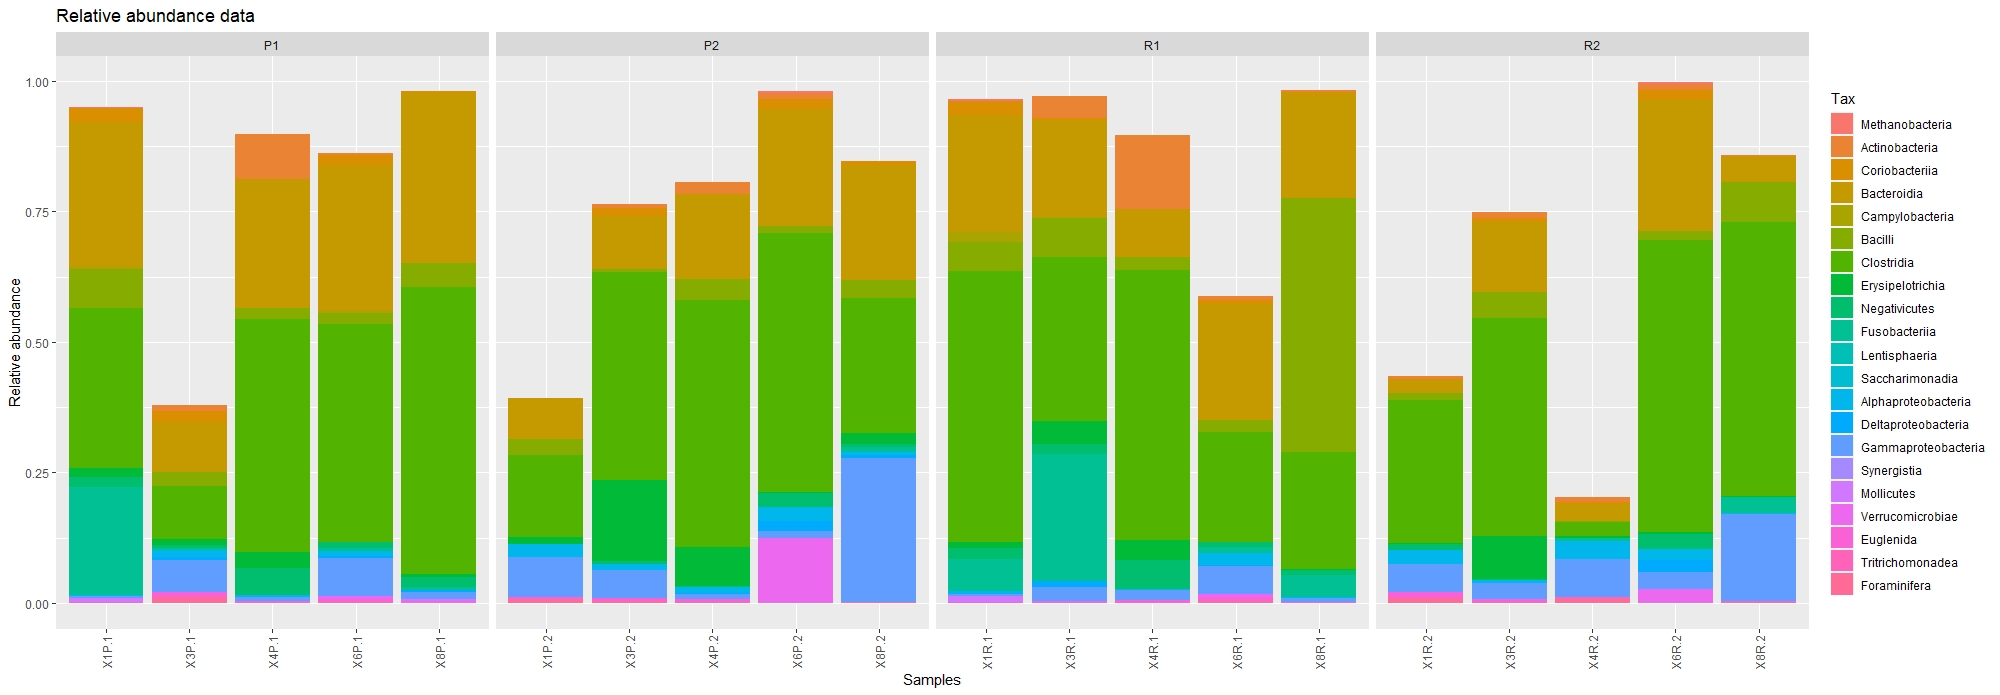 Relative abundance data
P1
P2
R1
R2
1.00
0.75
0.50
0.25
0.00
Relative abundance
X1P.1
X3P.1
X4P.1
X6P.1
X8P.1
X1P.2
X3P.2
X4P.2
X6P.2
X8P.2
X1R.1
X3R.1
X4R.1
X6R.1
X8R.1
X1R.2
X3R.2
X4R.2
X6R.2
X8R.2
Samples
Tax
Methanobacteria
Actinobacteria
Coriobacteriia
Bacteroidia
Campylobacteria
Bacilli
Clostridia
Erysipelotrichia
Negativicutes
Fusobacteriia
Lentisphaeria
Saccharimonadia
Alphaproteobacteria
Deltaproteobacteria
Gammaproteobacteria
Synergistia
Mollicutes
Verrucomicrobiae
Euglenida
Tritrichomonadea
Foraminifera